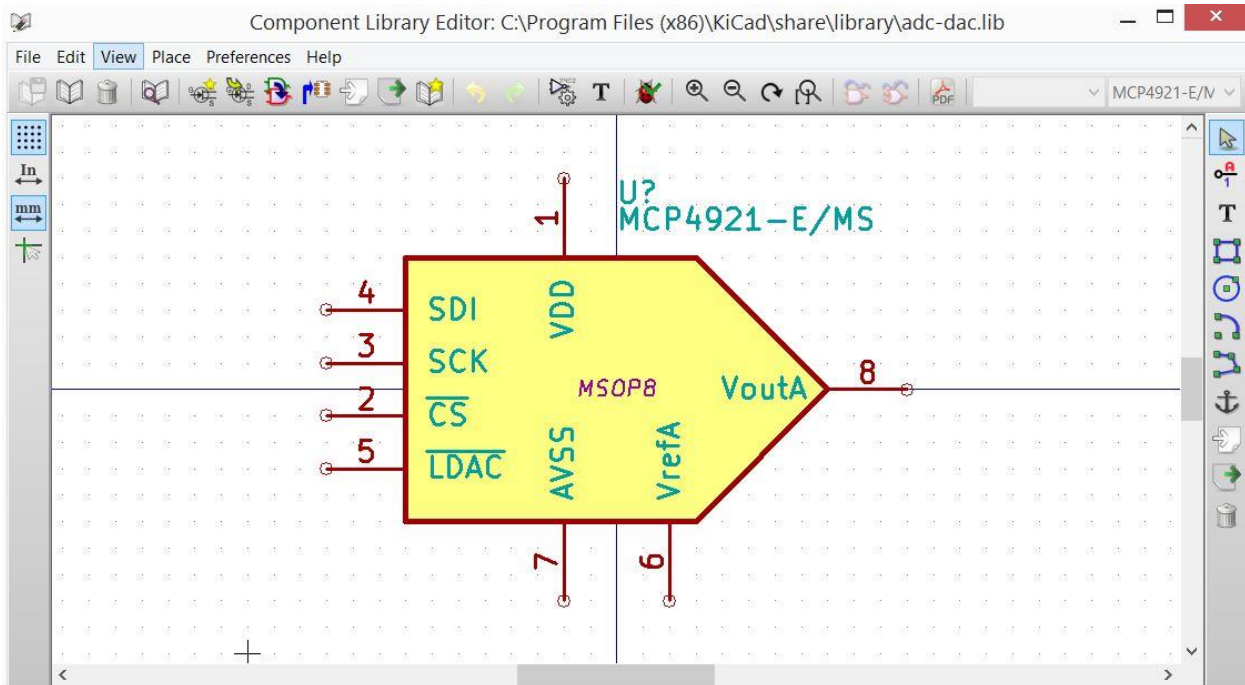 Component Library Editor: C:\Program Files (x86)\KiCad\share\library\adc-dac.lib
File Edit View Place Preferences Help
T
PDF
MCP4921-E/M
In
mm
A
1
T
U?
MCP4921-E/MS
1
VDD
4
SDI
3
SCK
2
CS
5
LDAC
MSOP8
VoutA
8
AVSS
VrefA
7
6